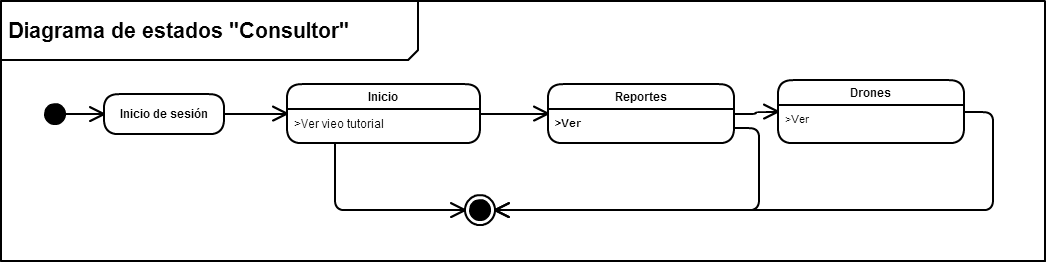 Diagrama de estados "Consultor"
Inicio de sesión
Inicio
>Ver vieo tutorial
Reportes
>Ver
Drones
>Ver